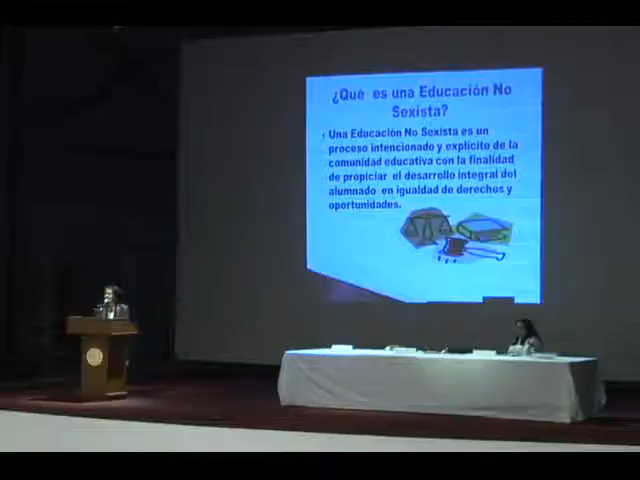 ¿Qué es una Educación No
Sexista?
Una Educación No Sexista es un
proceso intencionado y explícito de la
comunidad educativa con la finalidad
de propiciar el desarrollo integral del
alumnado en igualdad de derechos y
oportunidades.